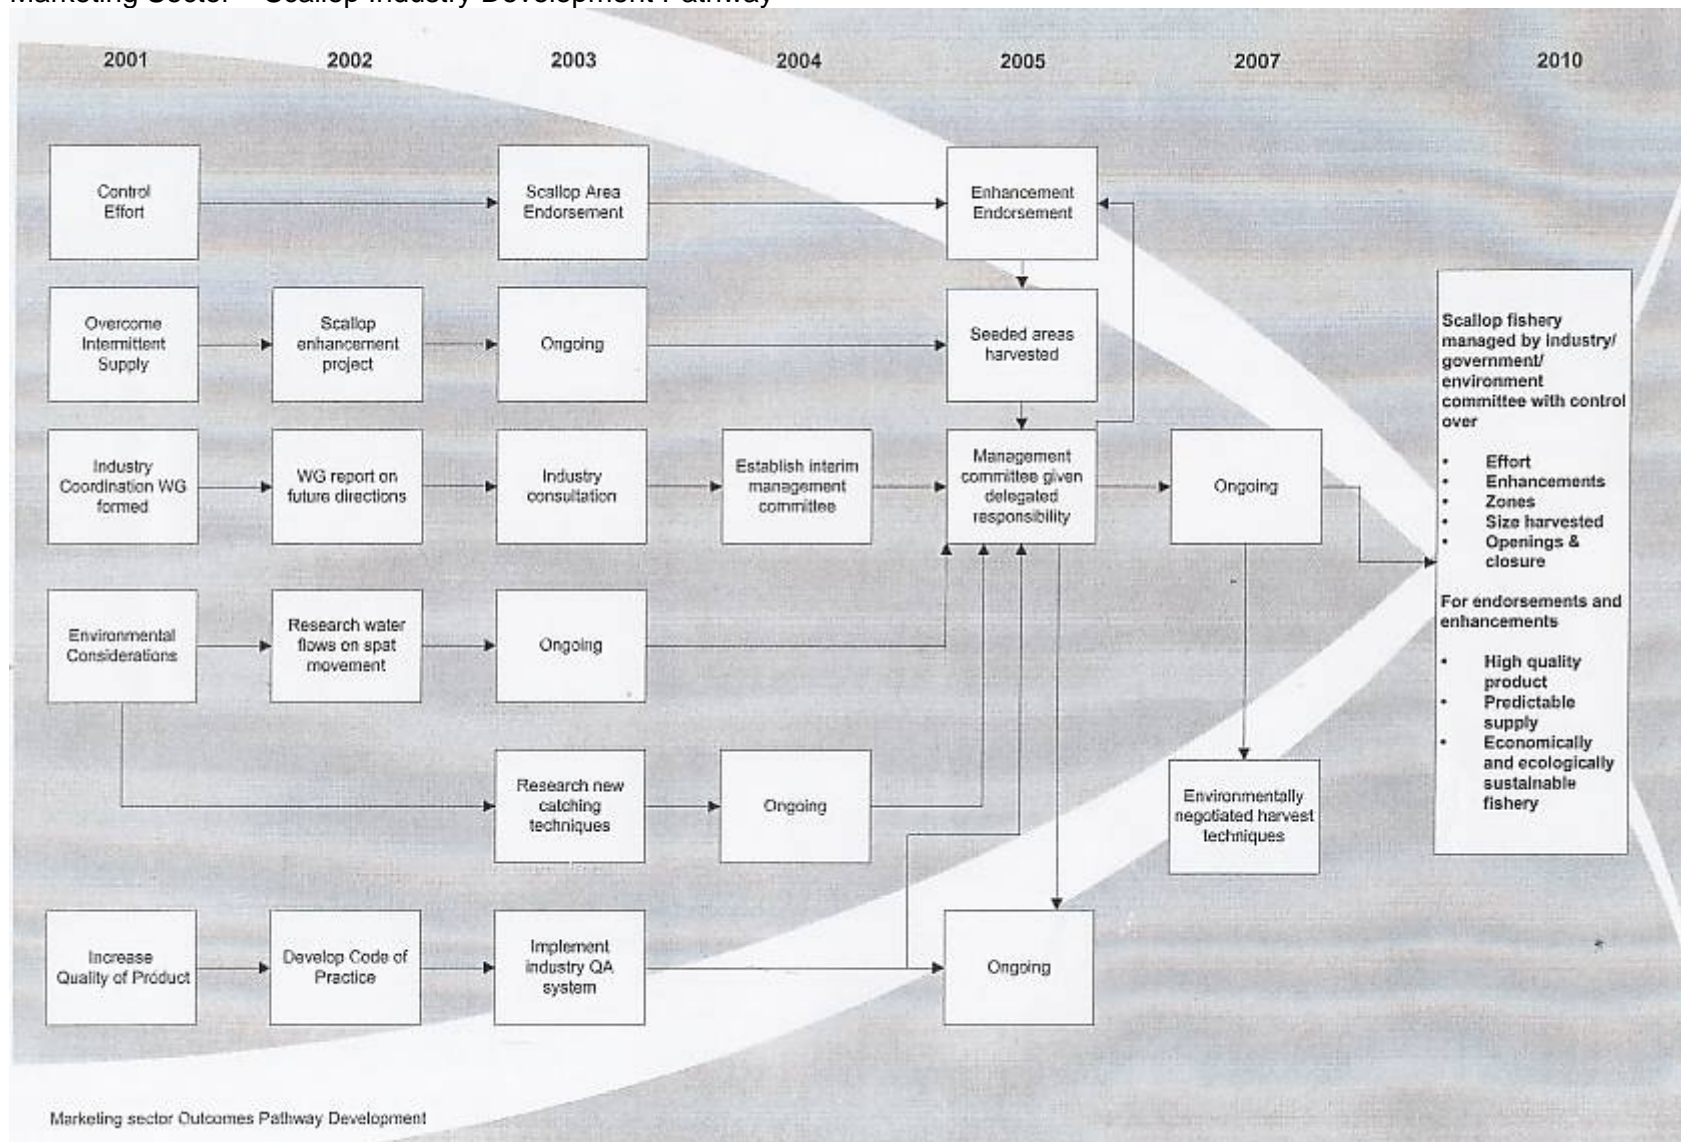 Marketing Sector – Scallop Industry Development Pathway
2001
2002
2003
2004
2005
2007
2010
Control
Effort
Scallop Area
Endorsement
Enhancement
Endorsement
Overcome
Intermittent
Supply
Scallop
enhancement
project
Ongoing
Seeded areas
harvested
Industry
Coordination WG
formed
WG report on
future directions
Industry
consultation
Establish interim
management
committee
Management
committee given
delegated
responsibility
Ongoing
Environmental
Considerations
Research water
flows on spat
movement
Ongoing
Research new
catching
techniques
Ongoing
Environmentally
negotiated harvest
techniques
Increase
Quality of Product
Develop Code of
Practice
Implement
industry QA
system
Ongoing
Scallop fishery
managed by industry/
government/
environment
committee with control
over
• Effort
• Enhancements
• Zones
• Size harvested
• Openings &
closure
For endorsements and
enhancements
• High quality
product
• Predictable
supply
• Economically
and ecologically
sustainable
fishery
Marketing sector Outcomes Pathway Development